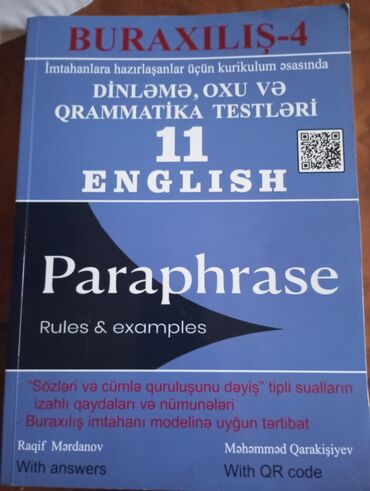 BURAXILIŞ-4
İmtahanlara hazırlaşanlar üçün kurikulum əsasında
DİNLƏMƏ, OXU VƏ
QRAMMATİKA TESTLƏRİ
11
ENGLISH
Paraphrase
Rules & examples
"Sözləri və cümlə quruluşunu dəyiş" tipli sualların
izahlı qaydaları və nümunələri
Buraxılış imtahanı modelinə uyğun tərtibat
Raqif Mərdanov
Məhəmməd Qarakişiyev
With answers
With QR code